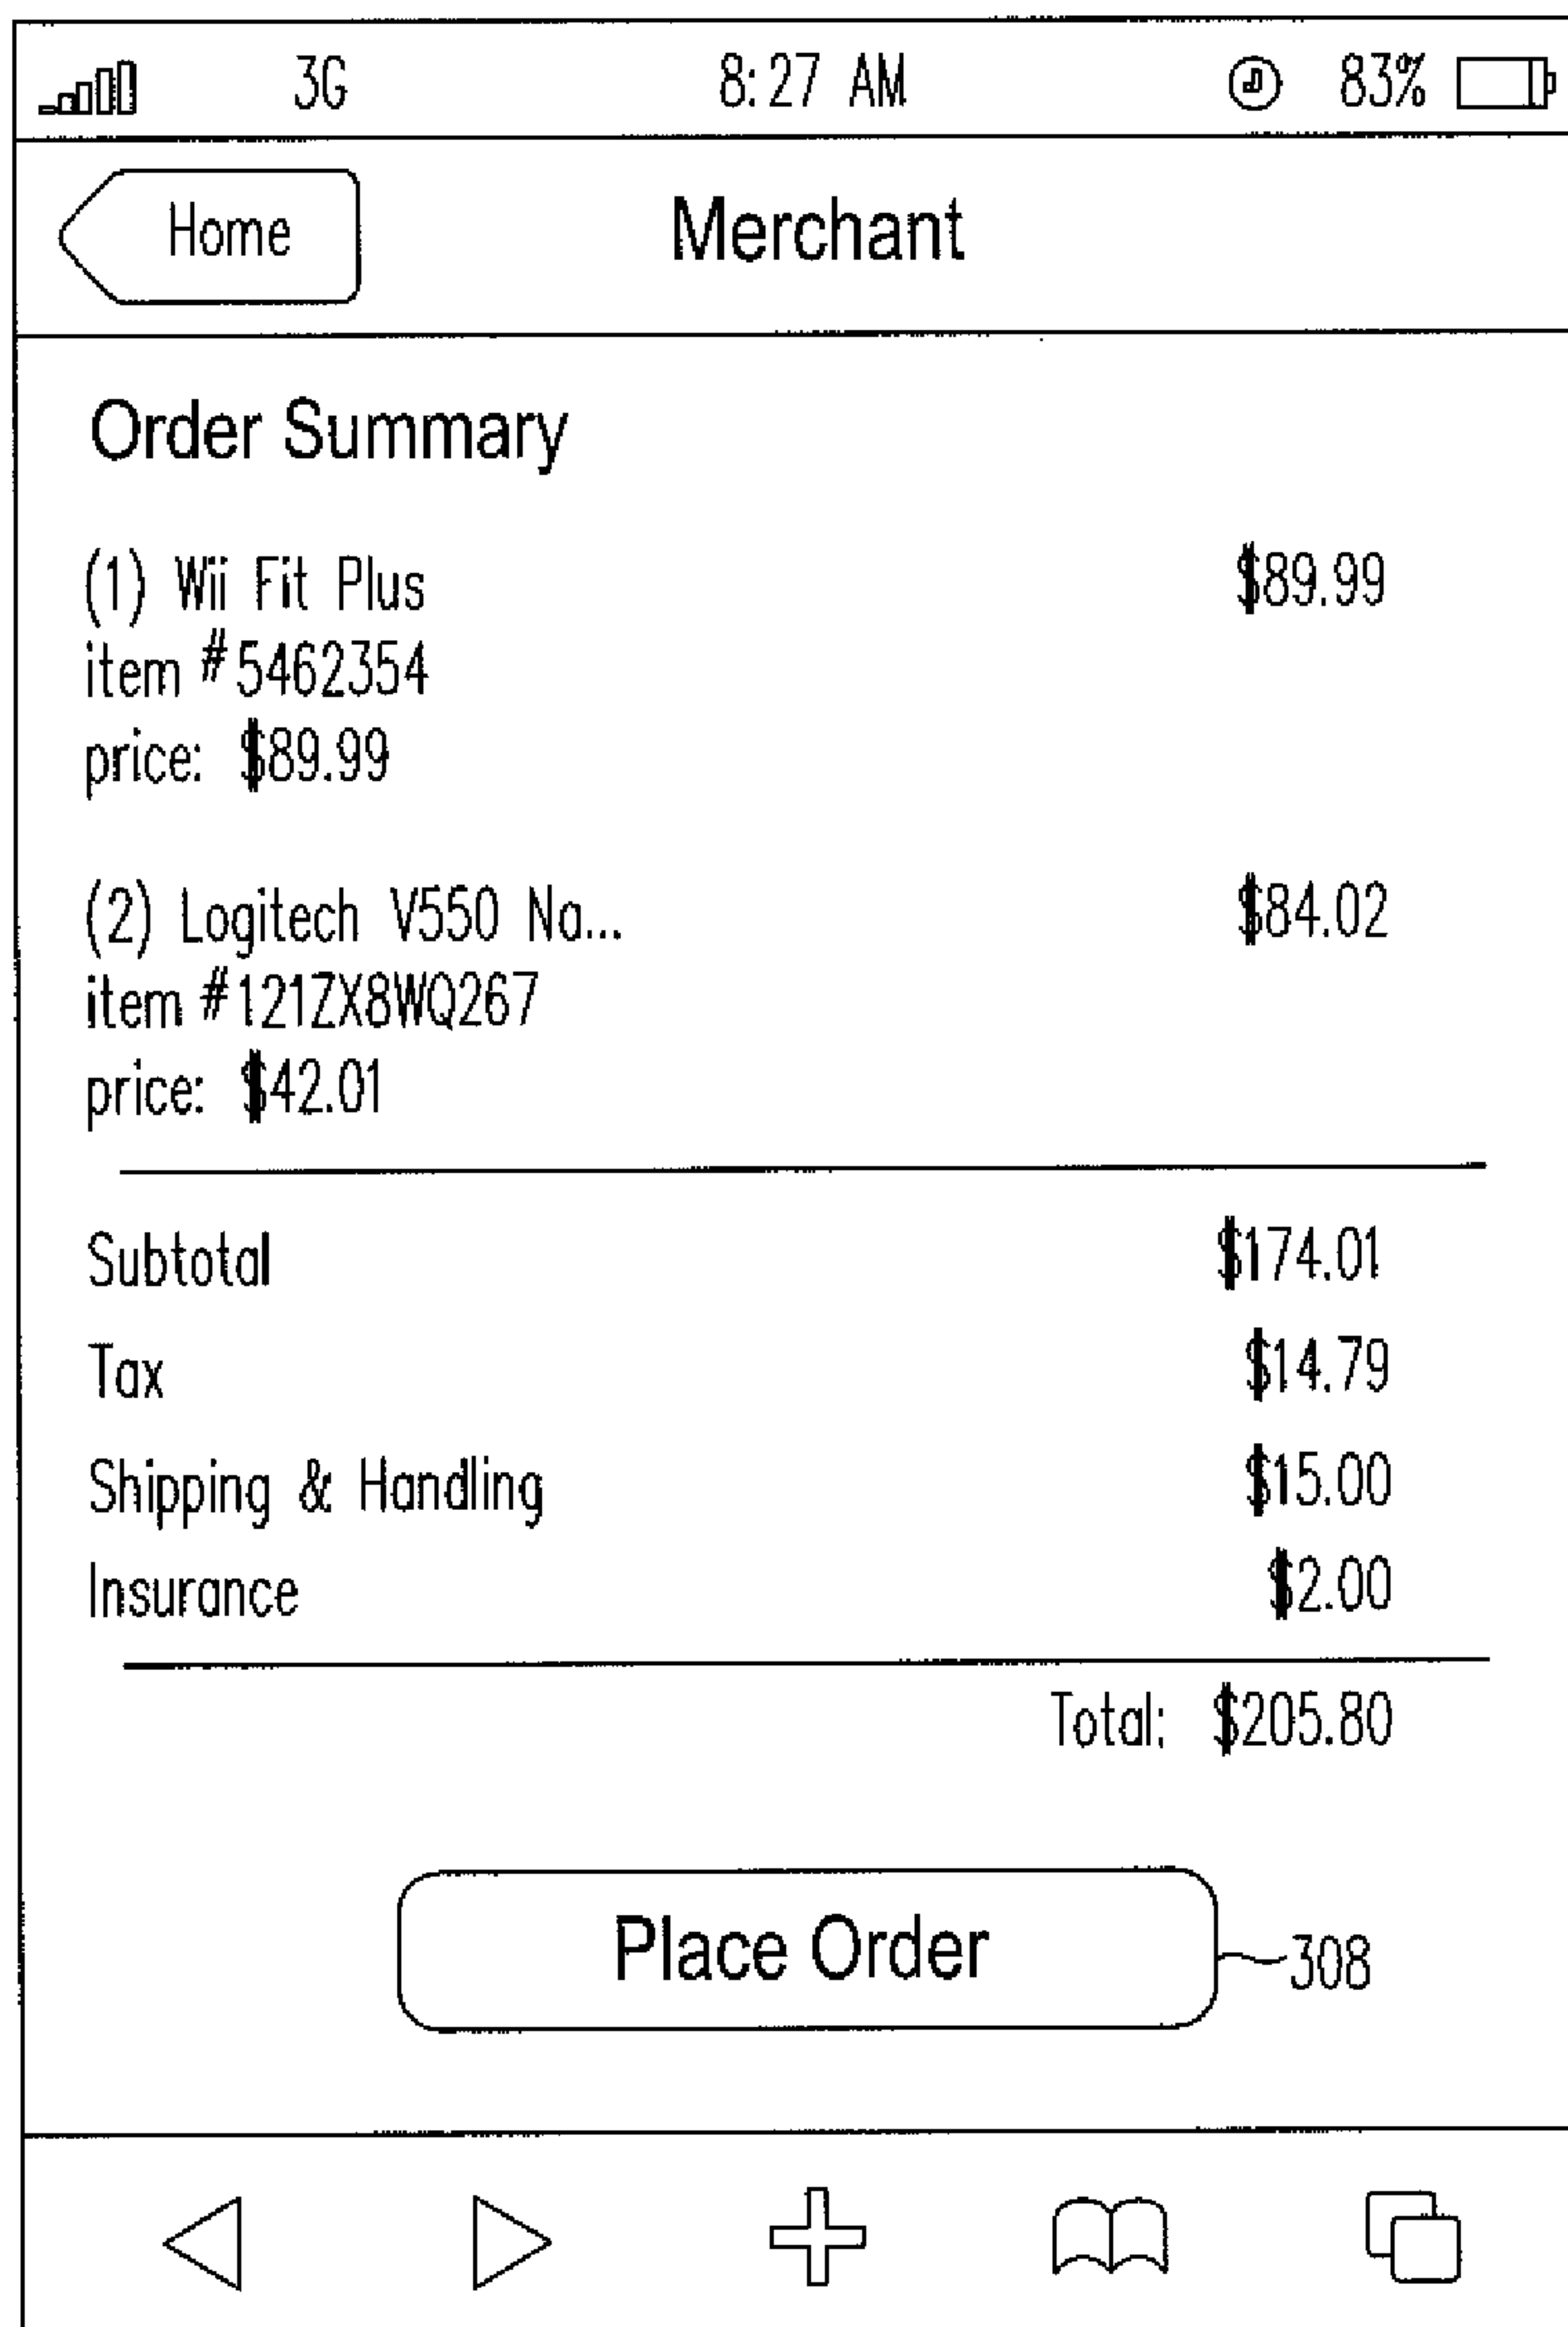 3G 8:27 AM 83%
Home Merchant
Order Summary
(1) Wii Fit Plus $89.99
item #5462354
price: $89.99
(2) Logitech V550 Na... $84.02
item #121ZX8WQ267
price: $42.01
Subtotal $174.01
Tax $14.79
Shipping & Handling $15.00
Insurance $2.00
Total: $205.80
Place Order 308